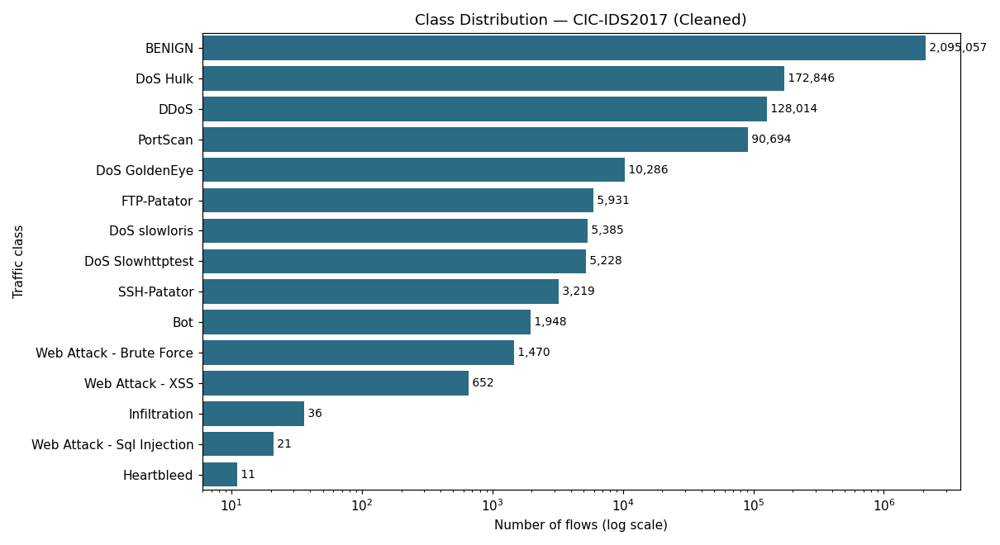 Class Distribution — CIC-IDS2017 (Cleaned)
Traffic class
BENIGN 2,095,057
DoS Hulk 172,846
DDoS 128,014
PortScan 90,694
DoS GoldenEye 10,286
FTP-Patator 5,931
DoS slowloris 5,385
DoS Slowhttptest 5,228
SSH-Patator 3,219
Bot 1,948
Web Attack - Brute Force 1,470
Web Attack - XSS 652
Infiltration 36
Web Attack - Sql Injection 21
Heartbleed 11
10¹ 10² 10³ 10⁴ 10⁵ 10⁶
Number of flows (log scale)